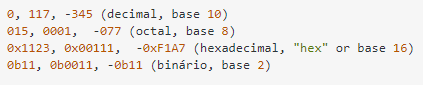 0, 117, -345 (decimal, base 10)
015, 0001,  -077 (octal, base 8)
0x1123, 0x00111,  -0xF1A7 (hexadecimal, "hex" or base 16)
0b11, 0b0011, -0b11 (binário, base 2)